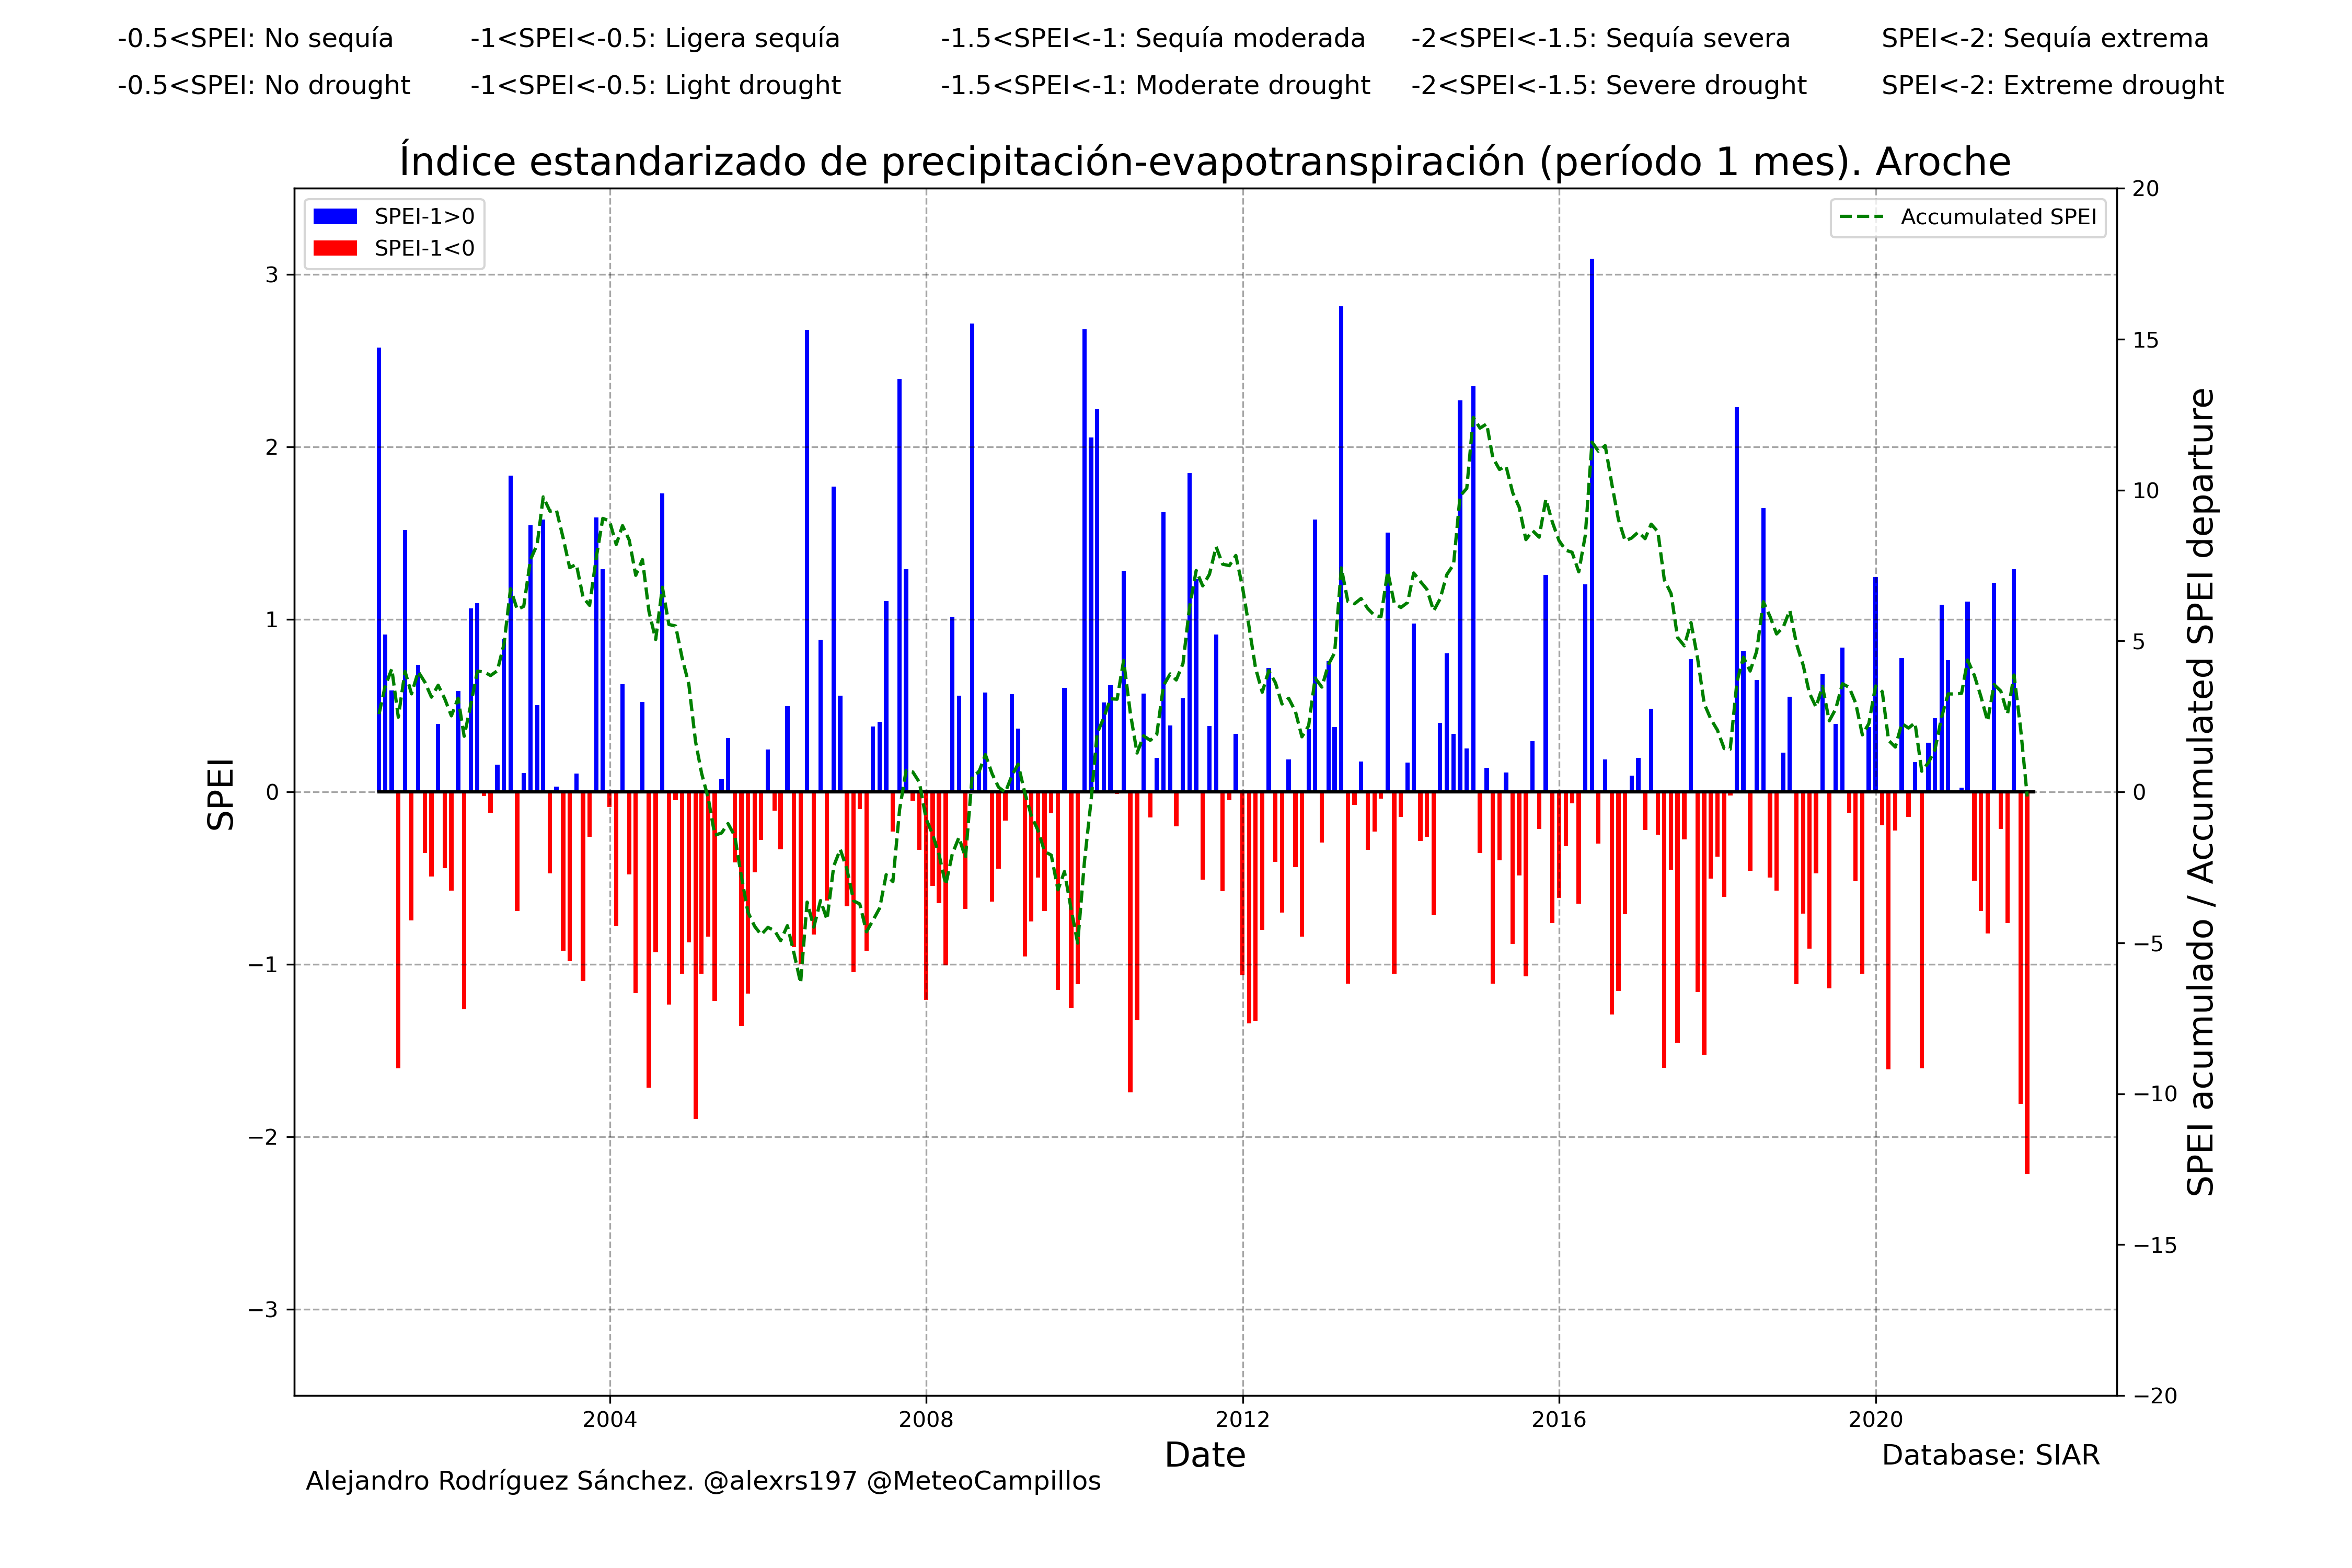 -0.5<SPEI: No sequía -1<SPEI<-0.5: Ligera sequía -1.5<SPEI<-1: Sequía moderada -2<SPEI<-1.5: Sequía severa SPEI<-2: Sequía extrema
-0.5<SPEI: No drought -1<SPEI<-0.5: Light drought -1.5<SPEI<-1: Moderate drought -2<SPEI<-1.5: Severe drought SPEI<-2: Extreme drought
Índice estandarizado de precipitación-evapotranspiración (período 1 mes). Aroche
SPEI-1>0
SPEI-1<0
Accumulated SPEI
SPEI
3
2
1
0
−1
−2
−3
20
15
10
5
0
−5
−10
−15
−20
SPEI acumulado / Accumulated SPEI departure
2004 2008 2012 2016 2020
Date
Database: SIAR
Alejandro Rodríguez Sánchez. @alexrs197 @MeteoCampillos